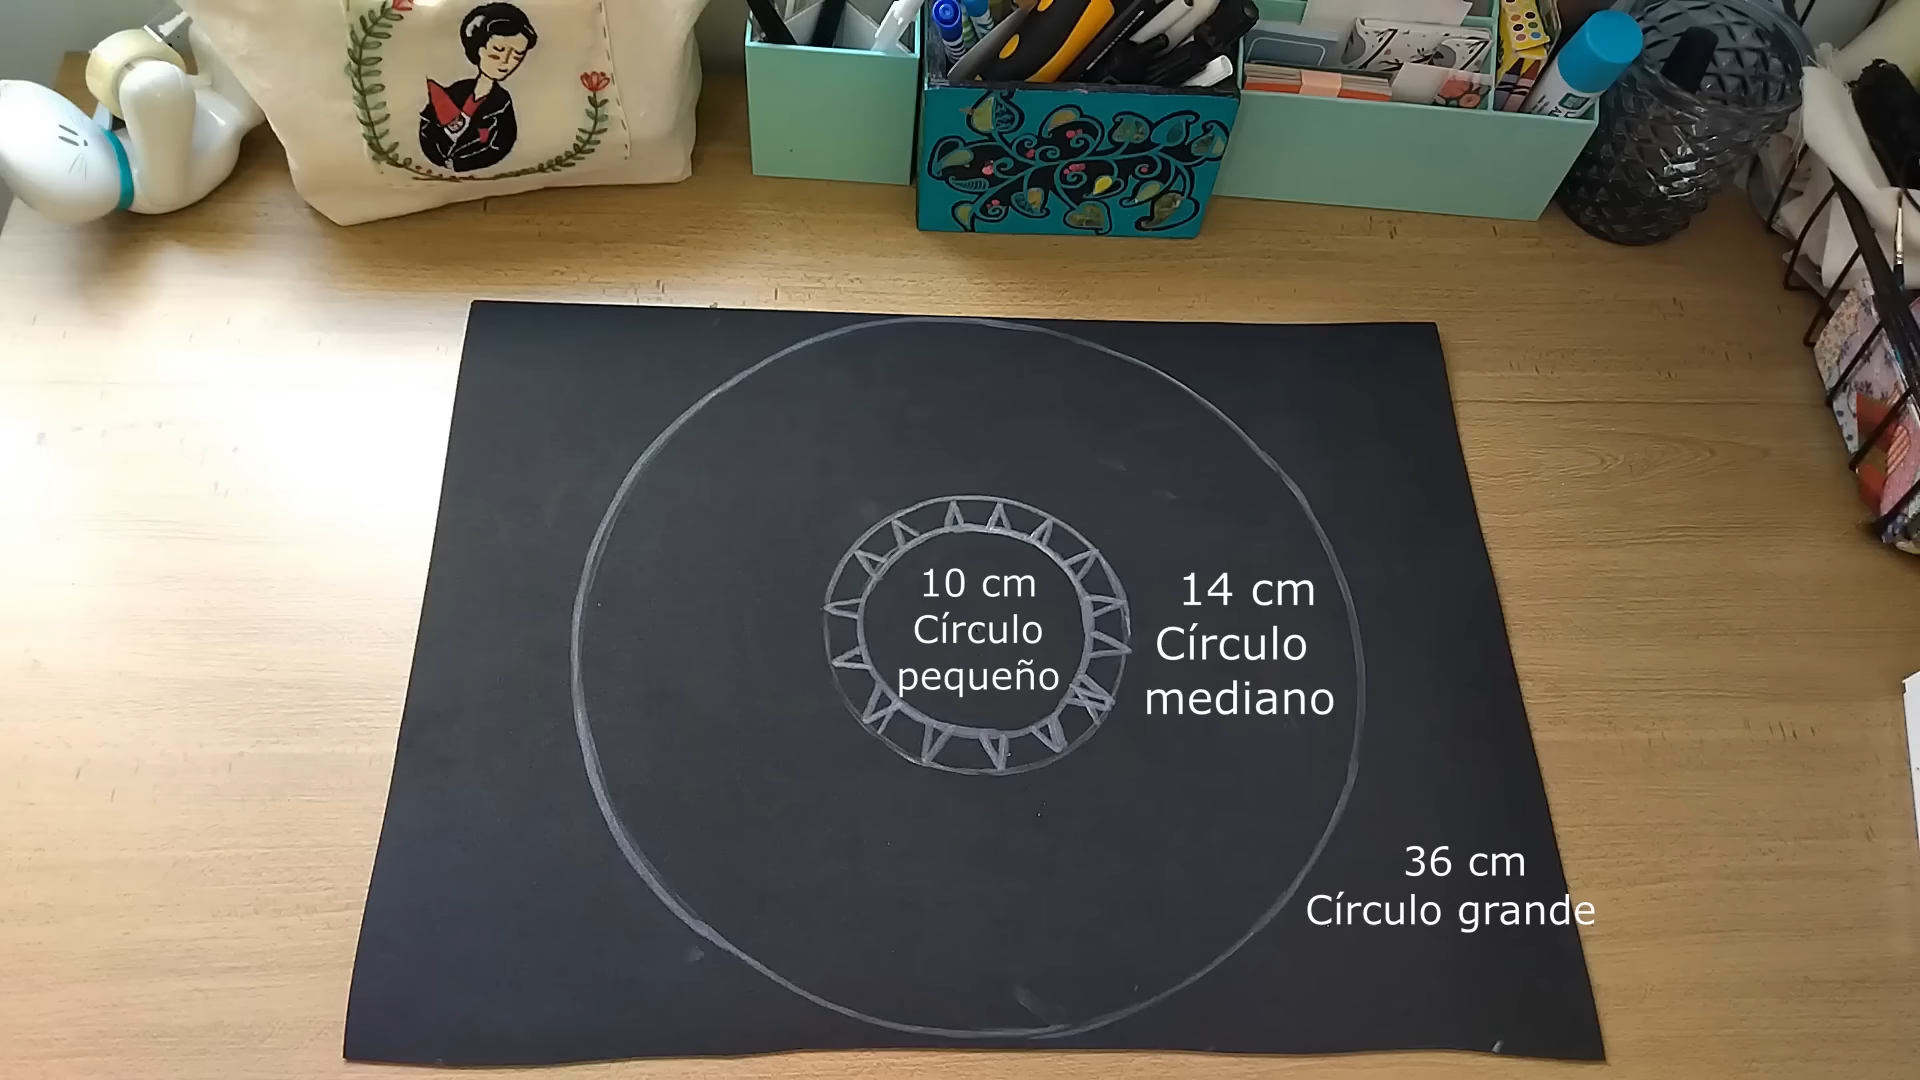 10 cm
Círculo
pequeño
14 cm
Círculo
mediano
36 cm
Círculo grande